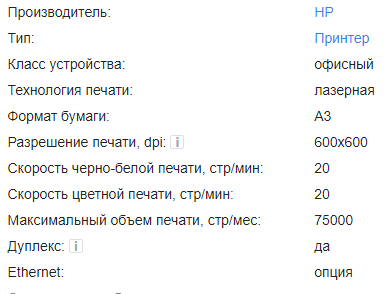 Производитель: HP
Тип: Принтер
Класс устройства: офисный
Технология печати: лазерная
Формат бумаги: A3
Разрешение печати, dpi: i 600x600
Скорость черно-белой печати, стр/мин: 20
Скорость цветной печати, стр/мин: 20
Максимальный объем печати, стр/мес: 75000
Дуплекс: i да
Ethernet: опция